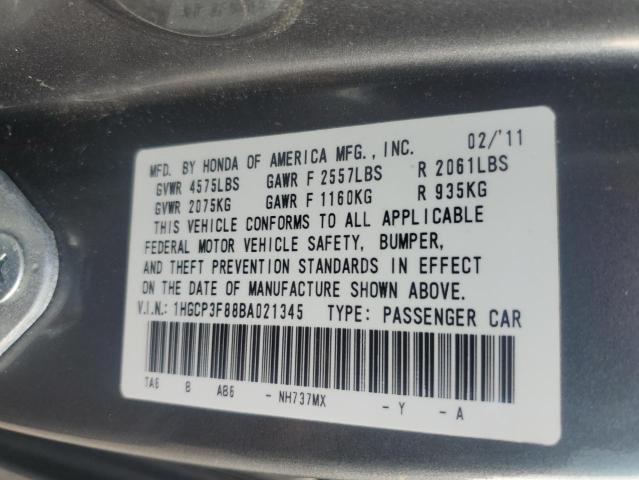 MFD. BY HONDA OF AMERICA MFG., INC. 02/'11
GVWR 4575LBS GAWR F 2557LBS R 2061LBS
GVWR 2075KG GAWR F 1160KG R 935KG
THIS VEHICLE CONFORMS TO ALL APPLICABLE
FEDERAL MOTOR VEHICLE SAFETY, BUMPER,
AND THEFT PREVENTION STANDARDS IN EFFECT
ON THE DATE OF MANUFACTURE SHOWN ABOVE.
V.I.N.: 1HGCP3F88BA021345 TYPE: PASSENGER CAR
TA6 B AB6 - NH737MX - Y - A